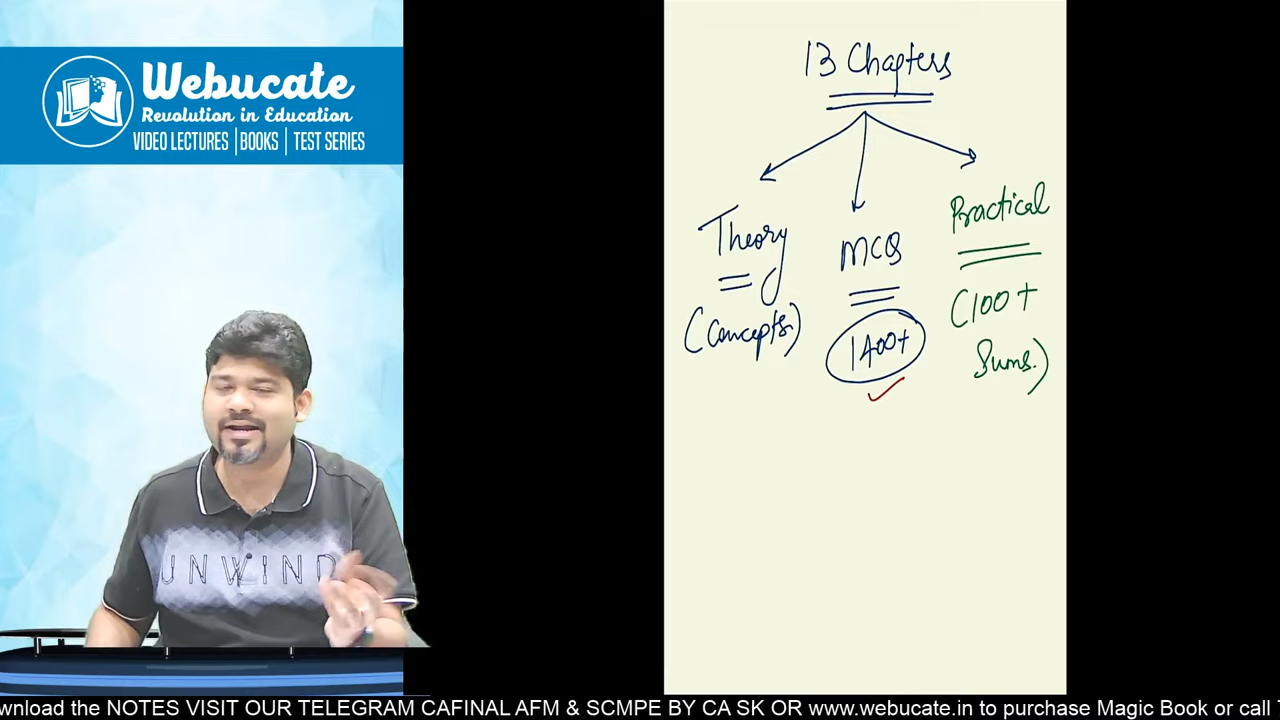 Webucate
Revolution in Education
VIDEO LECTURES | BOOKS | TEST SERIES
13 Chapters
Theory
(Concepts.)
MCQ
1400+
Practical
(100+
Sums.)
UNWIND
wnload the NOTES VISIT OUR TELEGRAM CAFINAL AFM & SCMPE BY CA SK OR www.webucate.in to purchase Magic Book or call